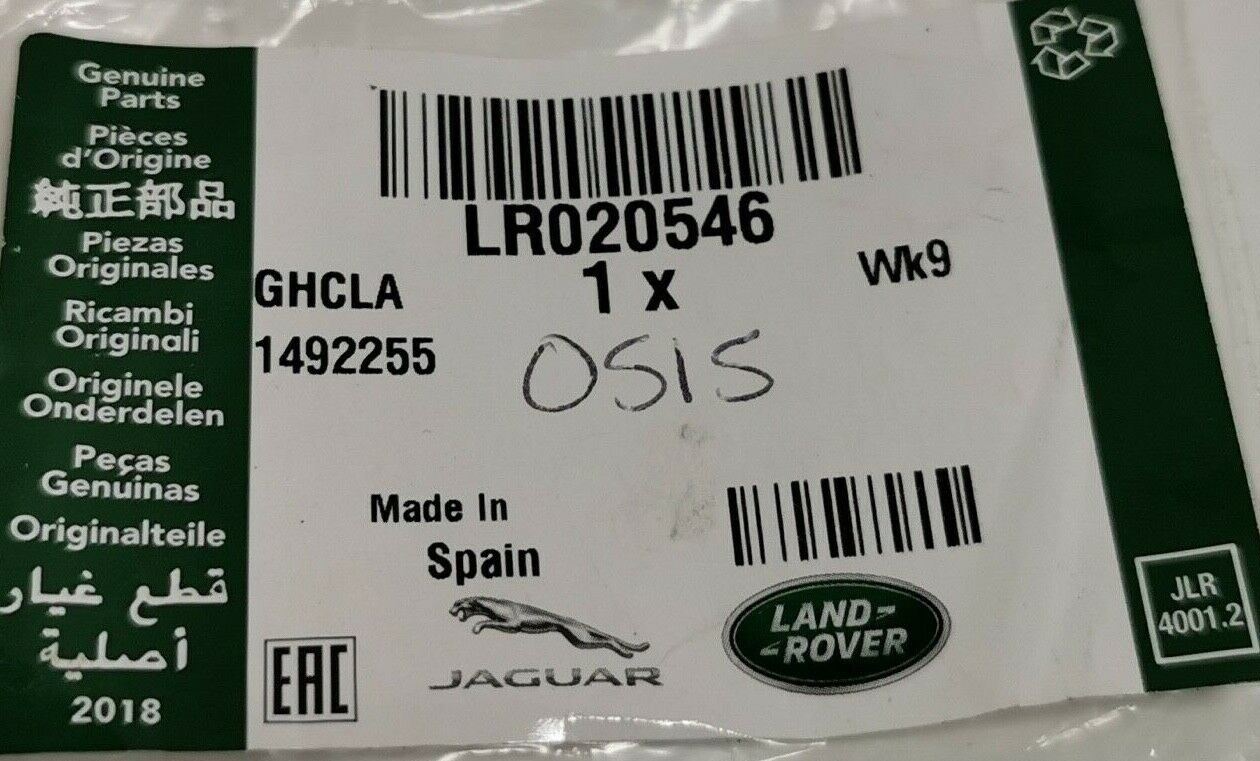 Genuine
Parts
Pièces
d'Origine
純正部品
Piezas
Originales
Ricambi
Originali
Originele
Onderdelen
Peças
Genuinas
Originalteile
قطع غيار
أصلية
2018
LR020546
GHCLA
1 x
Wk9
1492255
OSIS
Made In
Spain
EAC
JAGUAR
LAND-
-ROVER
JLR
4001.2